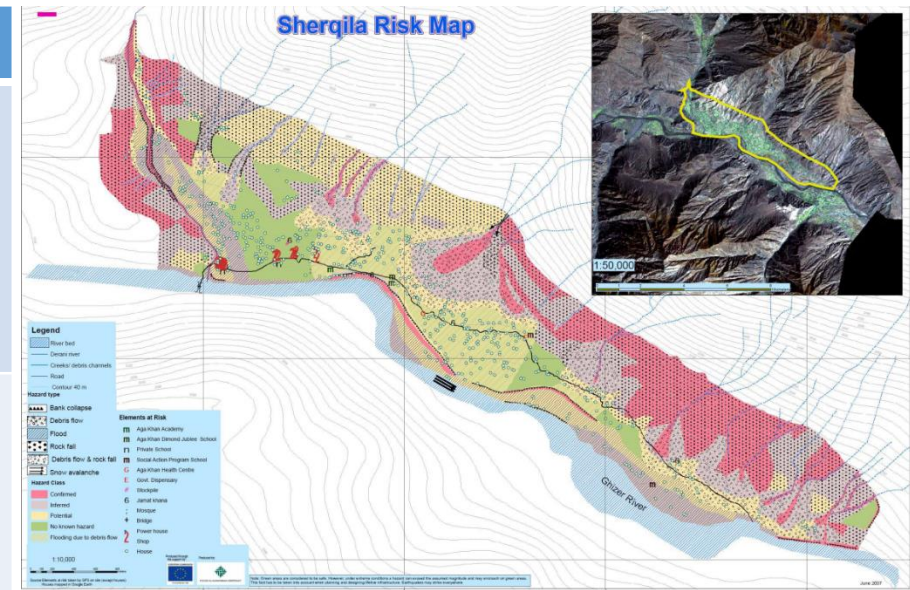 Sherqila Risk Map
1:50,000
Legend
River bed
Derani river
Creeks/ debris channels
Road
Contour 40 m
Hazard type
Bank collapse
Debris flow
Flood
Rock fall
Debris flow & rock fall
Snow avalanche
Hazard Class
Confirmed
Inferred
Potential
No known hazard
Flooding due to debris flow
1:10,000
Elements at Risk
m Aga Khan Academy
m Aga Khan Dimond Jubiles School
n Private School
m Social Action Program School
G Aga Khan Health Centre
E Govt. Dispensary
Stockpile
6 Jamat khana
Mosque
Bridge
Power house
Shop
House
Ghizer River
June 2007